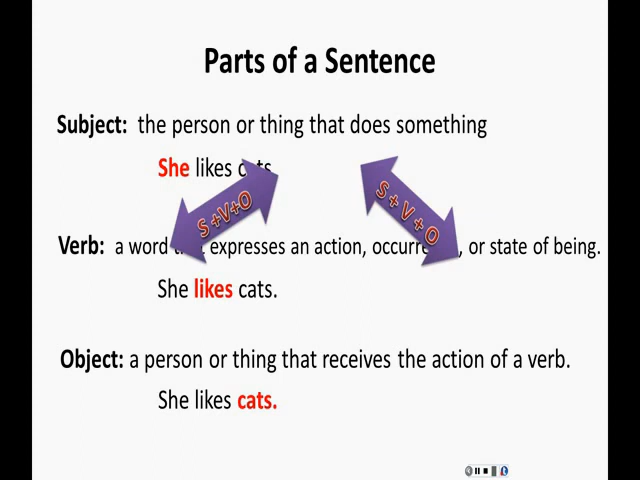 Parts of a Sentence
Subject: the person or thing that does something
She likes cats.
S+V+O
S + V + O
Verb: a word expresses an action, or state of being.
She likes cats.
Object: a person or thing that receives the action of a verb.
She likes cats.